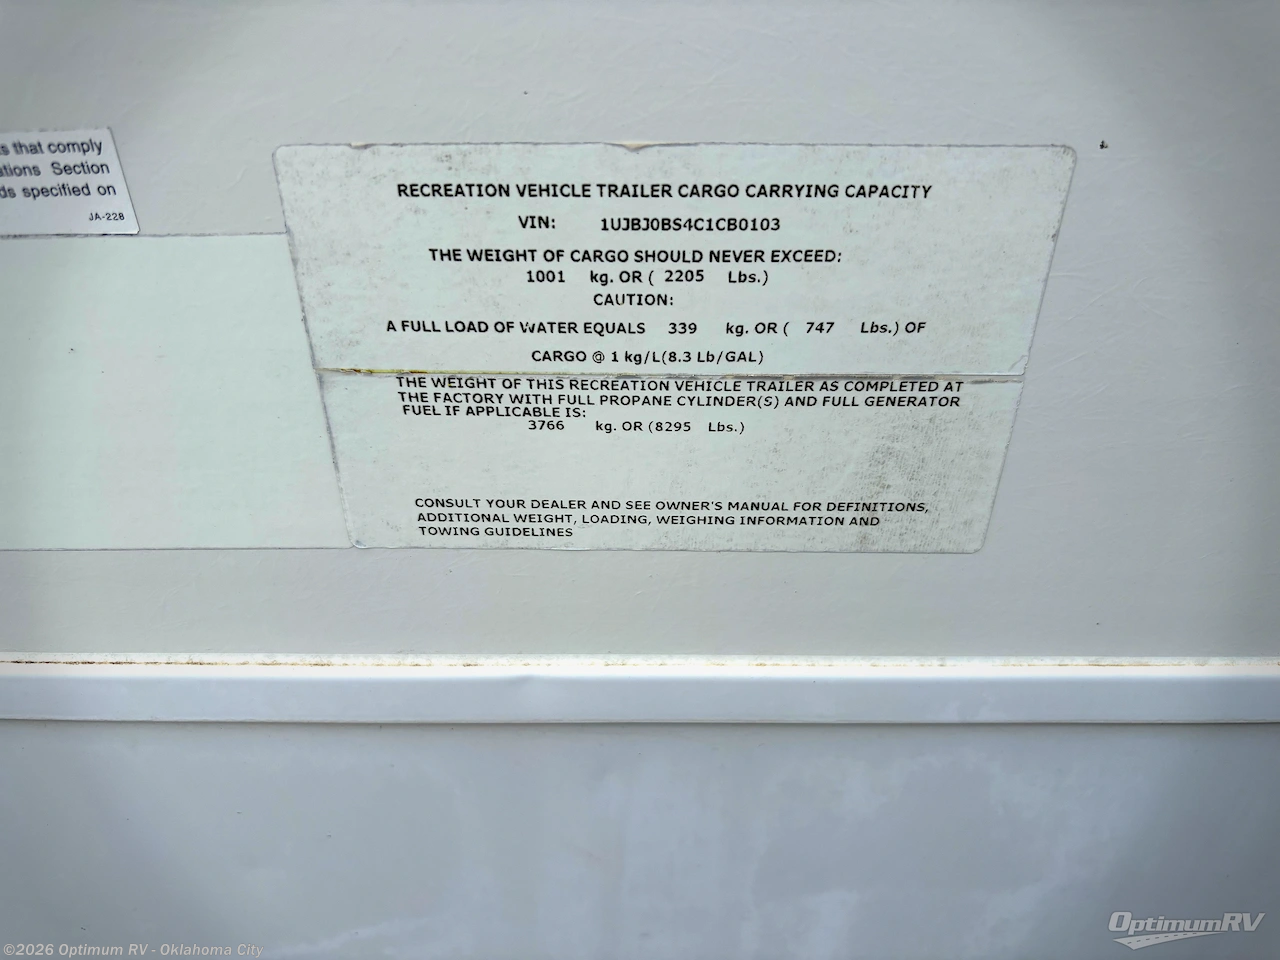 s that comply
ations Section
ds specified on
JA-228
RECREATION VEHICLE TRAILER CARGO CARRYING CAPACITY
VIN: 1UJBJ0BS4C1CB0103
THE WEIGHT OF CARGO SHOULD NEVER EXCEED:
1001 kg. OR ( 2205 Lbs.)
CAUTION:
A FULL LOAD OF WATER EQUALS 339 kg. OR ( 747 Lbs.) OF
CARGO @ 1 kg/L(8.3 Lb/GAL)
THE WEIGHT OF THIS RECREATION VEHICLE TRAILER AS COMPLETED AT
THE FACTORY WITH FULL PROPANE CYLINDER(S) AND FULL GENERATOR
FUEL IF APPLICABLE IS:
3766 kg. OR (8295 Lbs.)
CONSULT YOUR DEALER AND SEE OWNER'S MANUAL FOR DEFINITIONS,
ADDITIONAL WEIGHT, LOADING, WEIGHING INFORMATION AND
TOWING GUIDELINES
OptimumRV
©2026 Optimum RV - Oklahoma City